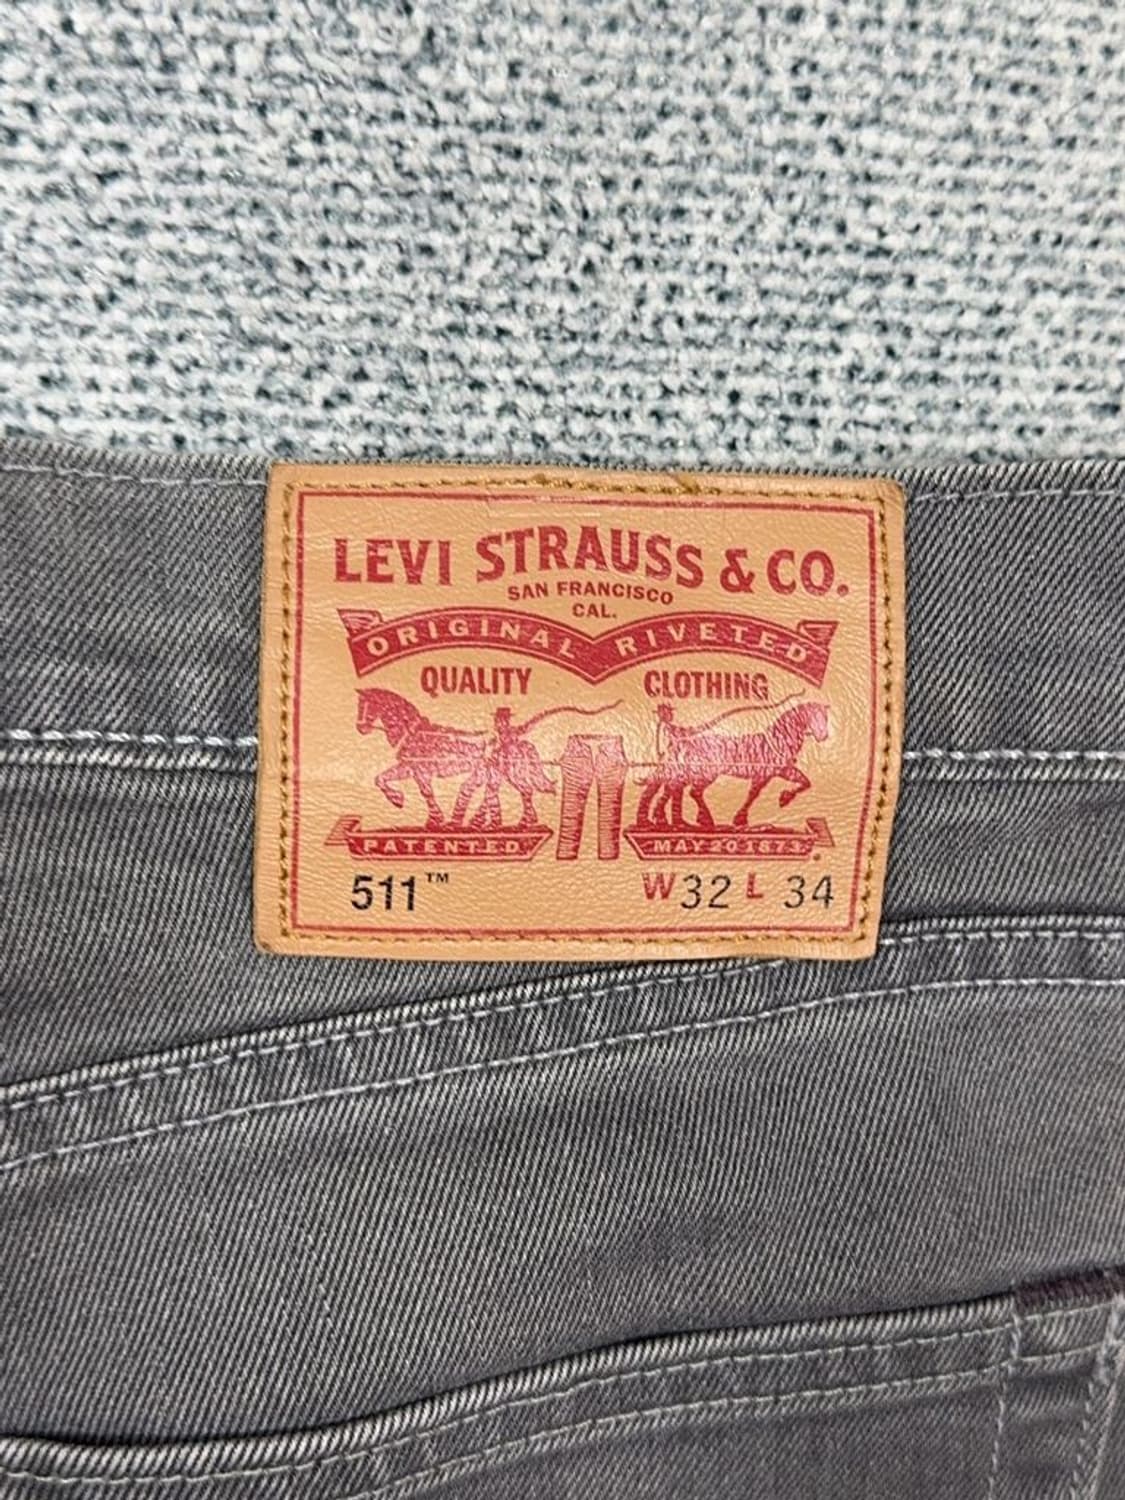 LEVI STRAUSS & CO.
SAN FRANCISCO
CAL.
ORIGINAL RIVETED
QUALITY CLOTHING
PATENTED MAY 20 1873.
511™ W32 L 34